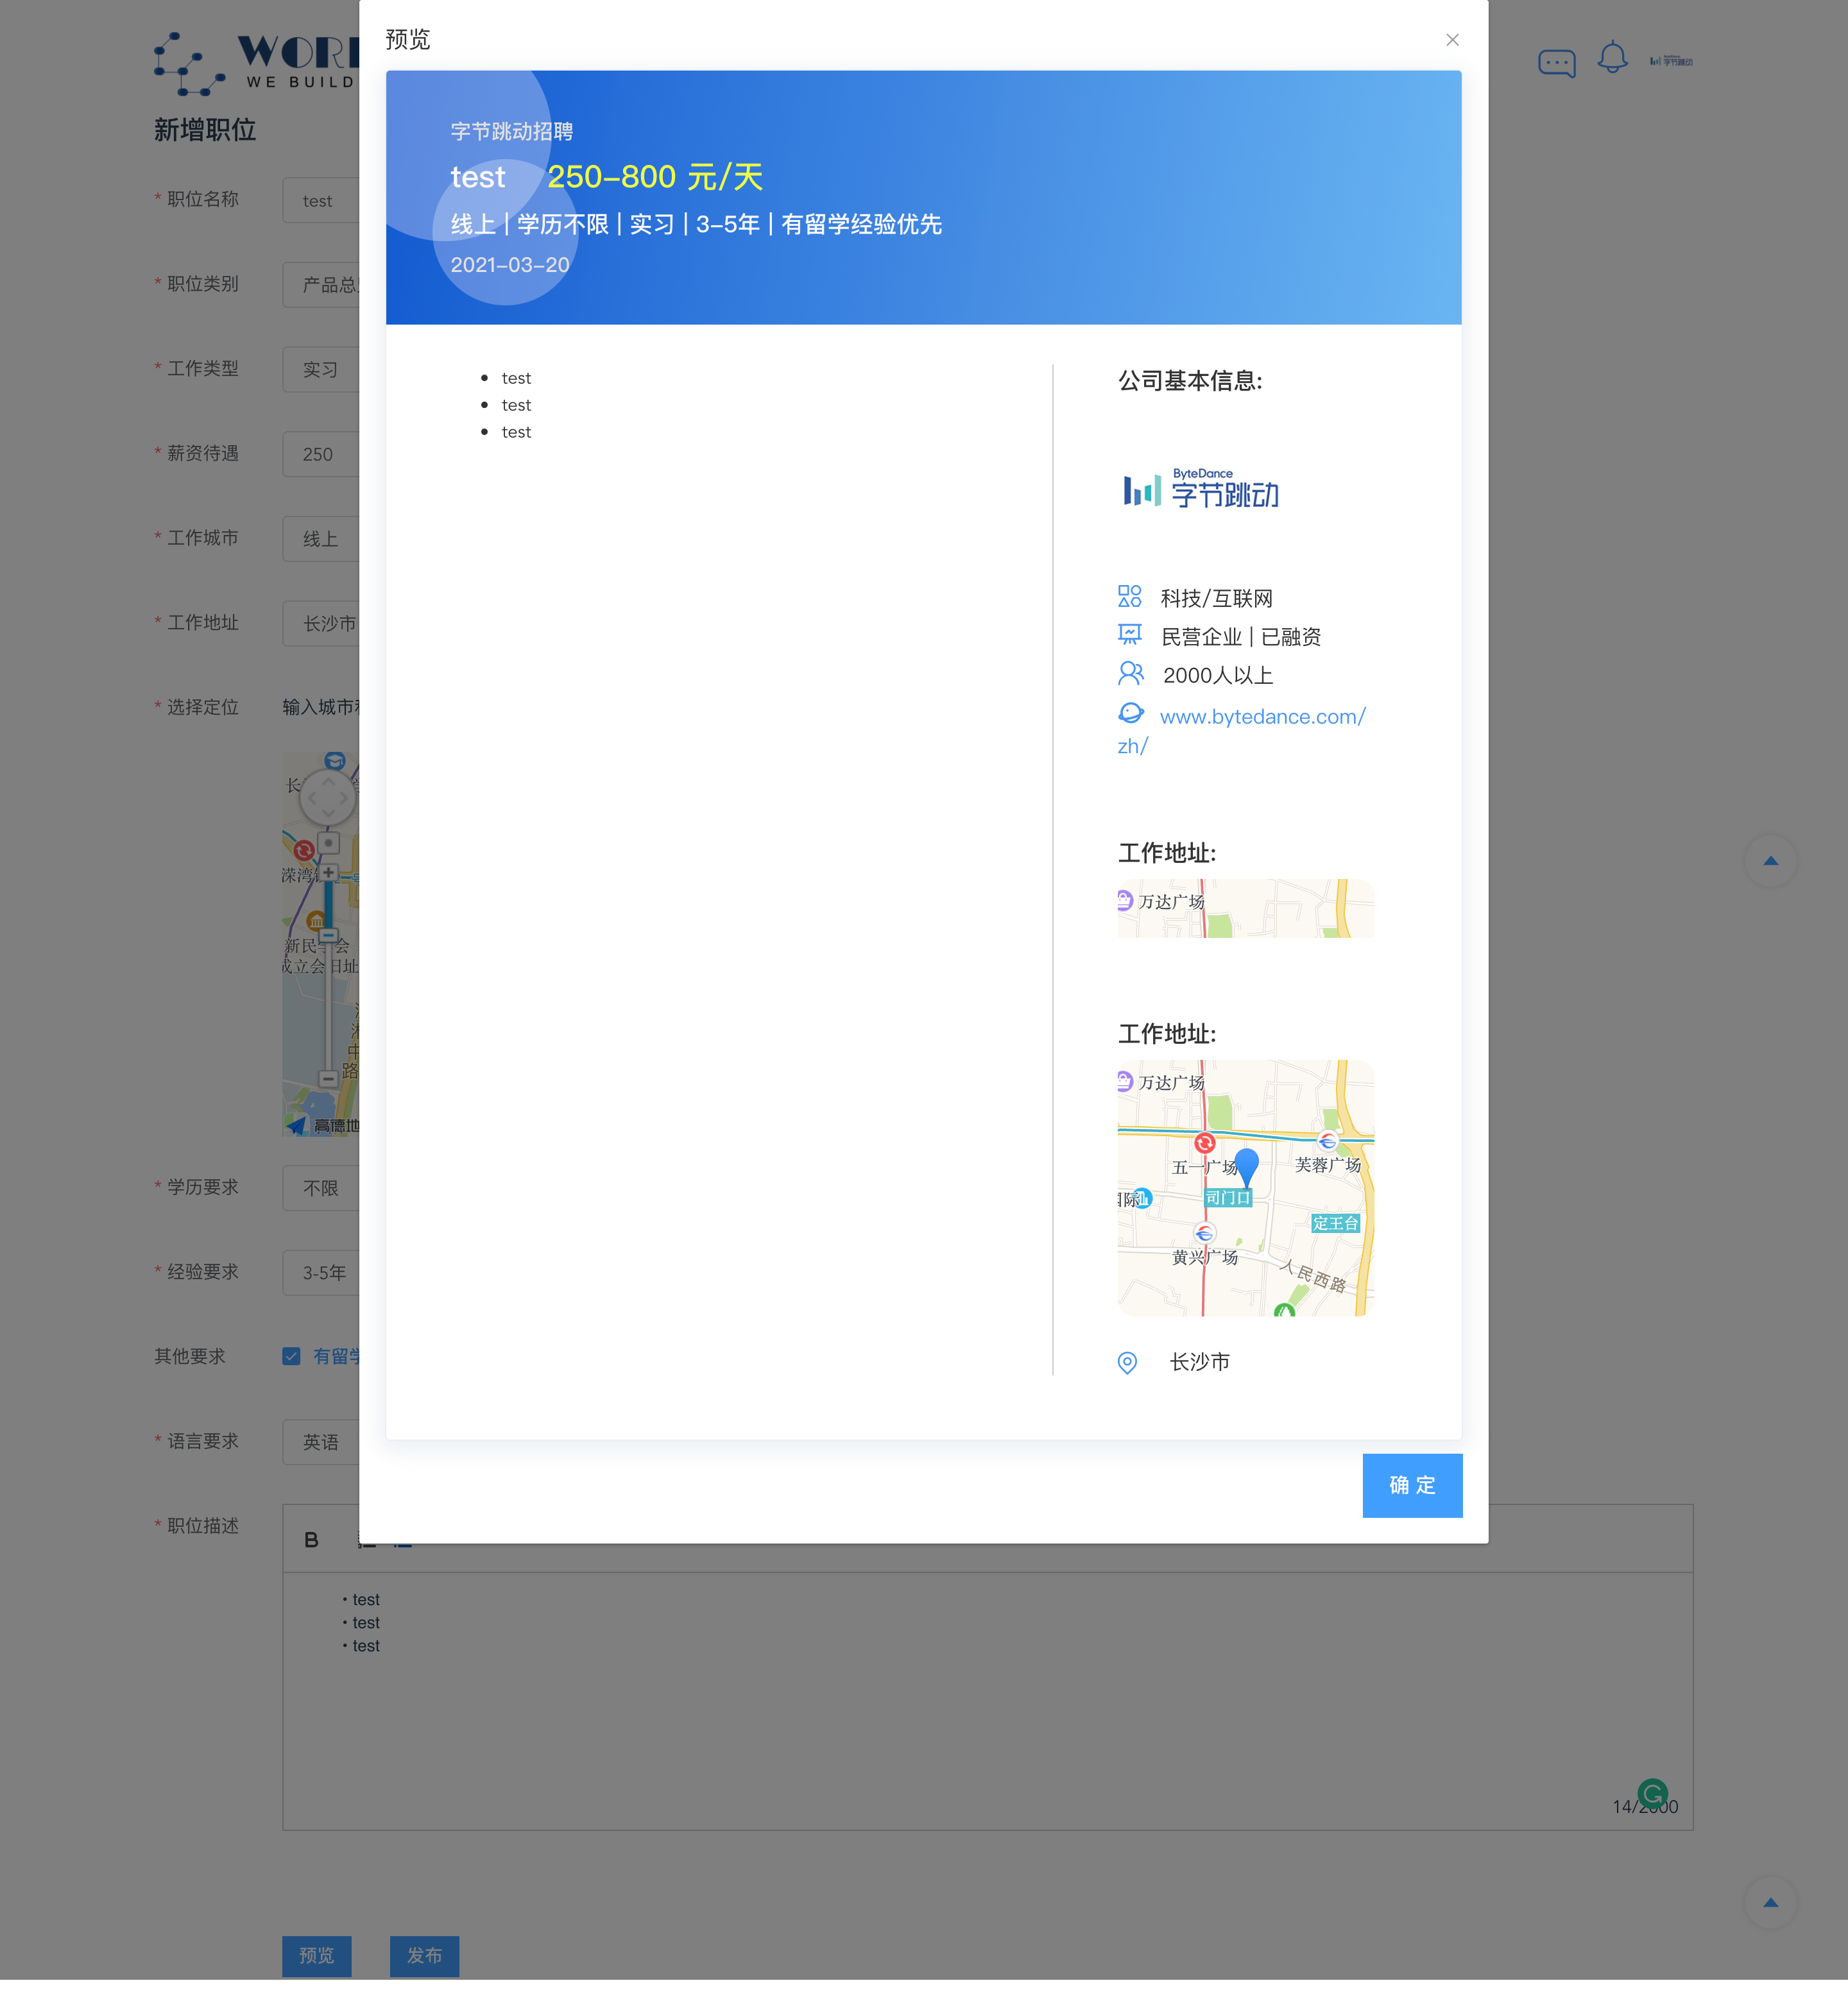 预览
WE BUILD
字节跳动
新增职位
字节跳动招聘
test 250-800 元/天
线上 | 学历不限 | 实习 | 3-5年 | 有留学经验优先
2021-03-20
* 职位名称
test
* 职位类别
产品总
* 工作类型
实习
* 薪资待遇
250
* 工作城市
线上
* 工作地址
长沙市
* 选择定位
输入城市
新民学会
成立会旧址
路
高德地
* 学历要求
不限
* 经验要求
3-5年
其他要求
有留学
* 语言要求
英语
* 职位描述
B
• test
• test
• test
14/2000
预览
发布
• test
• test
• test
公司基本信息:
ByteDance
字节跳动
科技/互联网
民营企业 | 已融资
2000人以上
www.bytedance.com/
zh/
工作地址:
万达广场
工作地址:
万达广场
五一广场
芙蓉广场
国际
司门口
定王台
黄兴广场
人民西路
长沙市
确 定